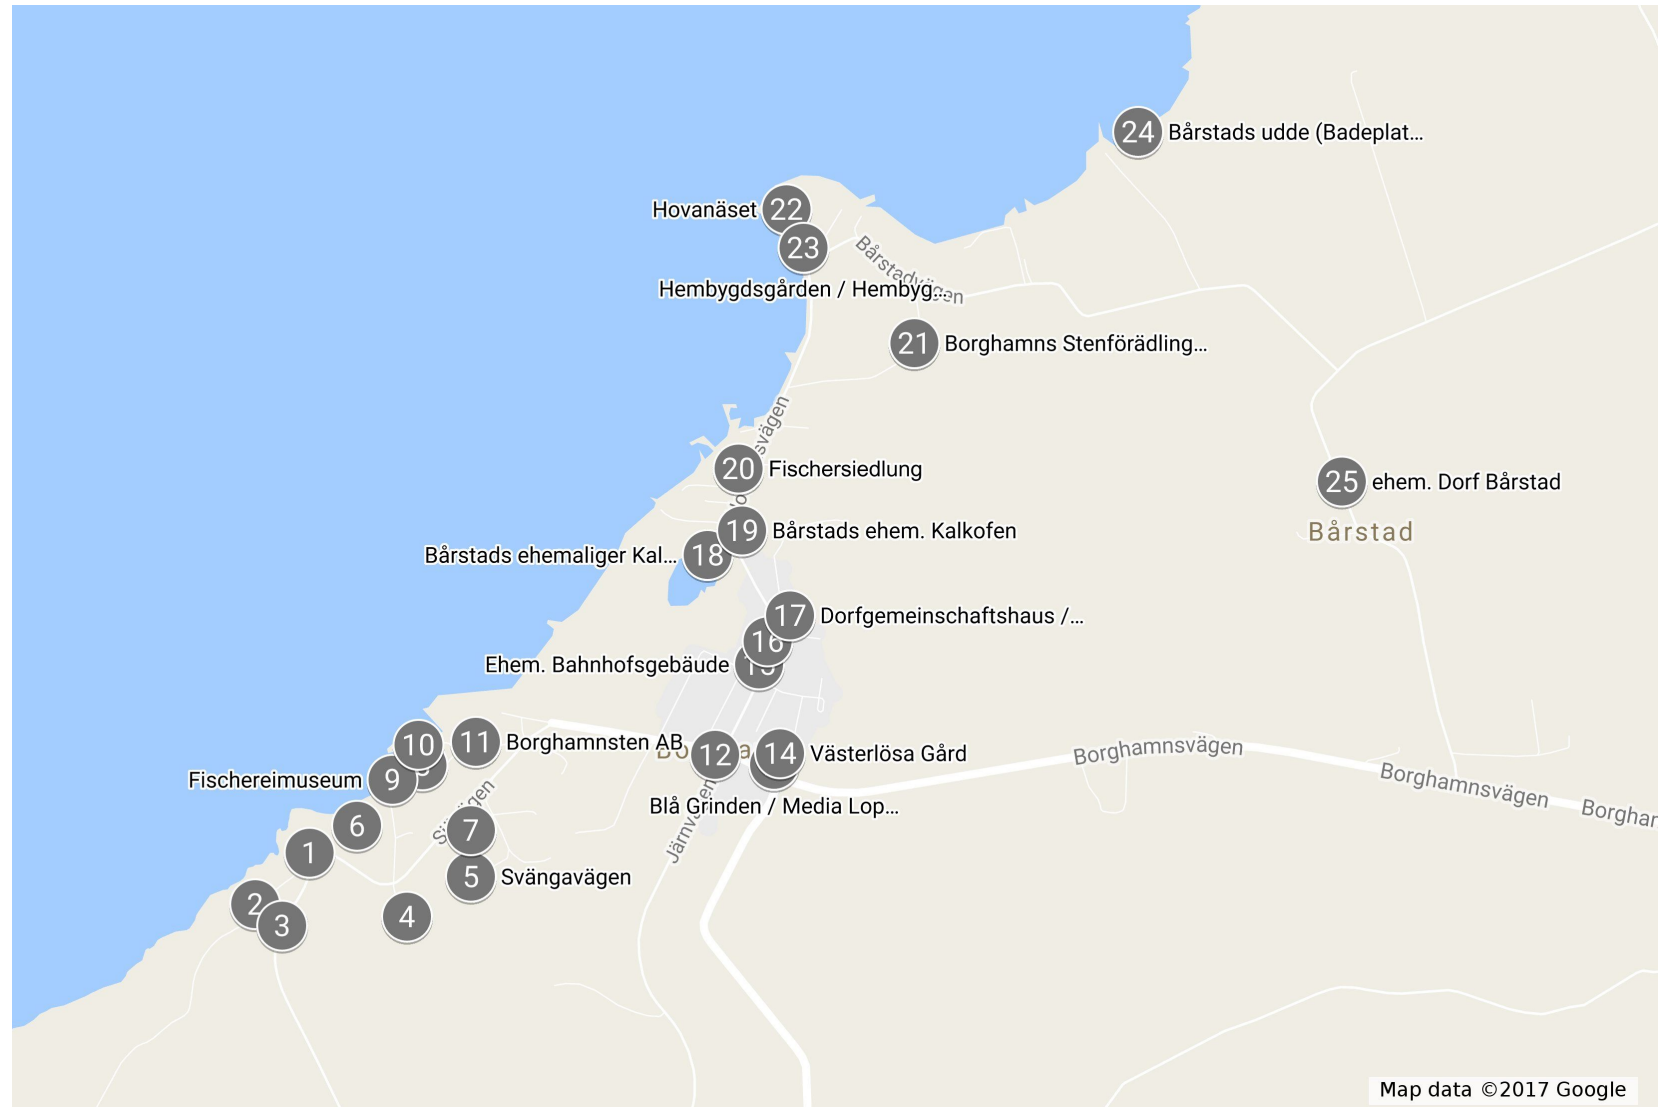 24 Bårstads udde (Badeplat...
Hovanäset 22
23
Bårstadvägen
Hembygdsgården / Hembyg...
21 Borghamns Stenförädling...
20 Fischersiedlung
25 ehem. Dorf Bårstad
Bårstad
19 Bårstads ehem. Kalkofen
Bårstads ehemaliger Kal... 18
17 Dorfgemeinschaftshaus /...
16
Ehem. Bahnhofsgebäude
10
11 Borghamnsten AB
12
14 Västerlösa Gård
Borghamnsvägen
Borghamnsvägen
Borghar
Fischereimuseum 9
Blå Grinden / Media Lop...
6
7
1
5 Svängavägen
2
3
4
Map data ©2017 Google